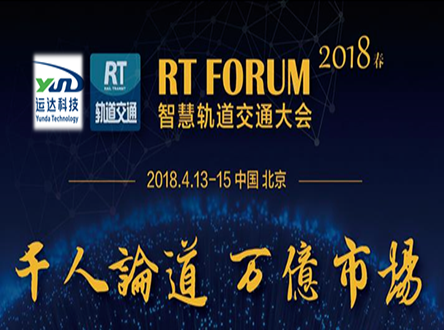 YUND
运达科技
Yunda Technology
RT
RAIL TRANSIT
轨道交通
RT FORUM
2018春
智慧轨道交通大会
2018.4.13-15 中国 北京
千人論道 万億市场